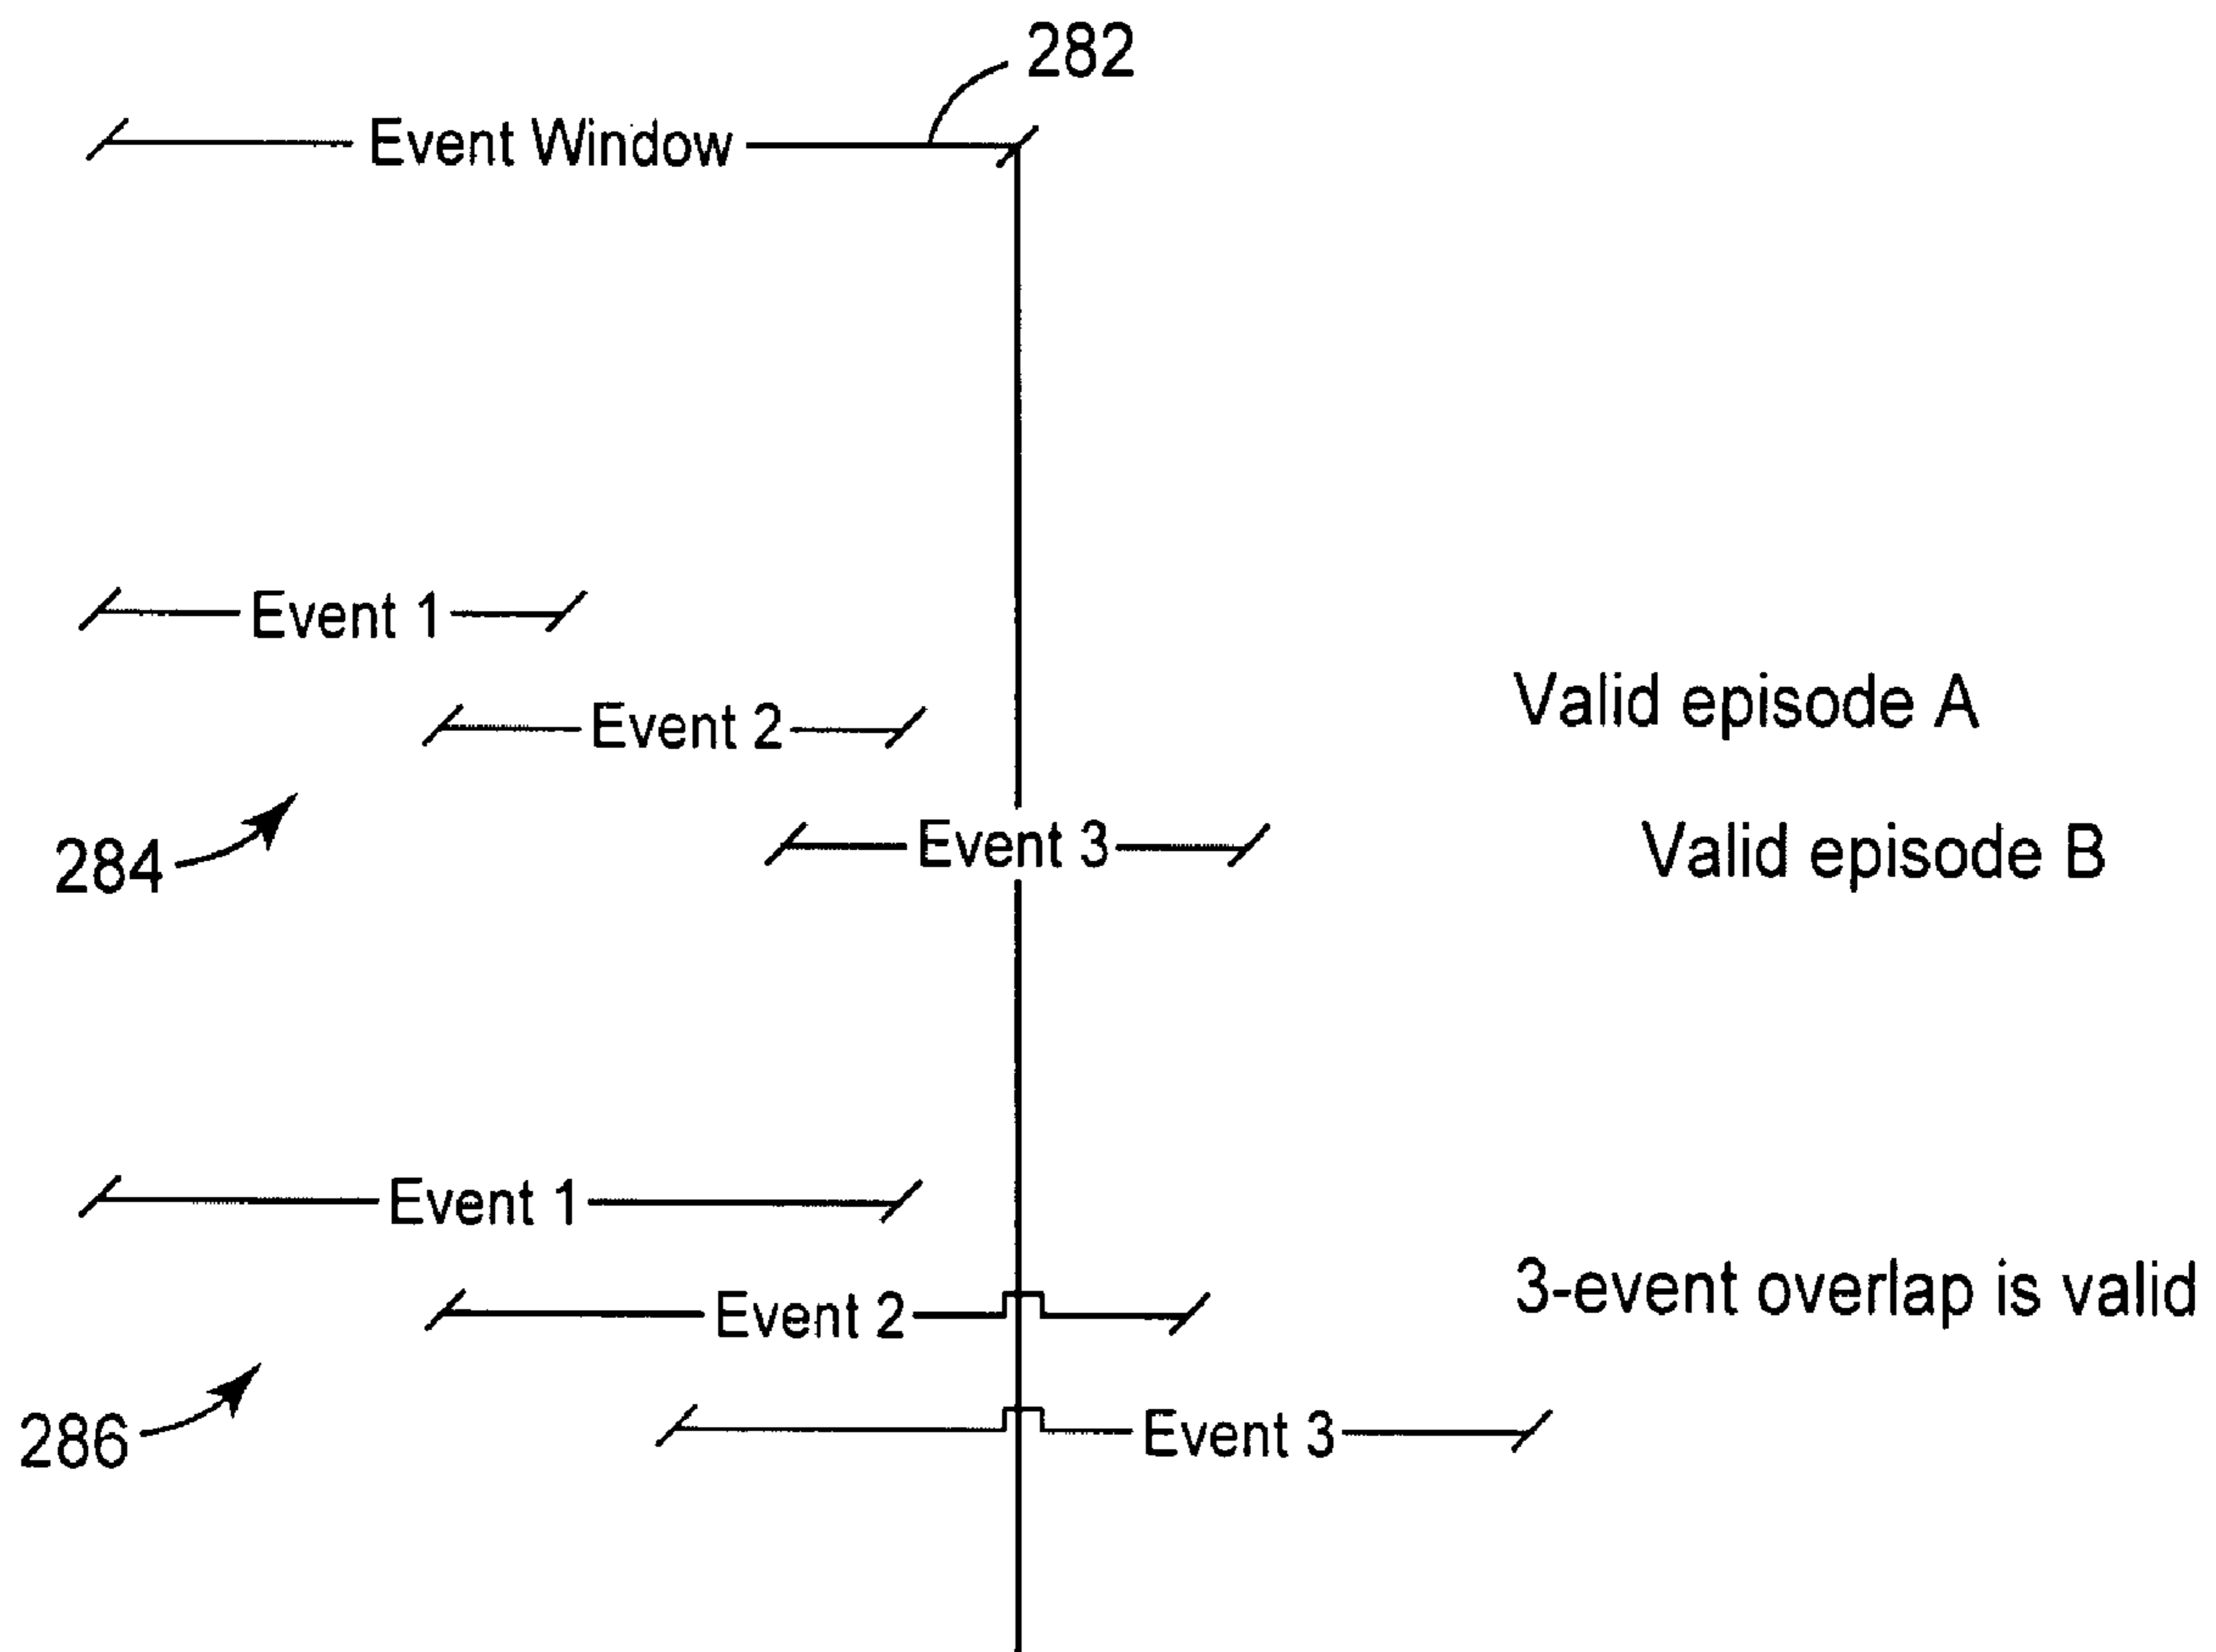 282
Event Window
Event 1
Event 2
Valid episode A
284
Event 3
Valid episode B
Event 1
Event 2
3-event overlap is valid
286
Event 3